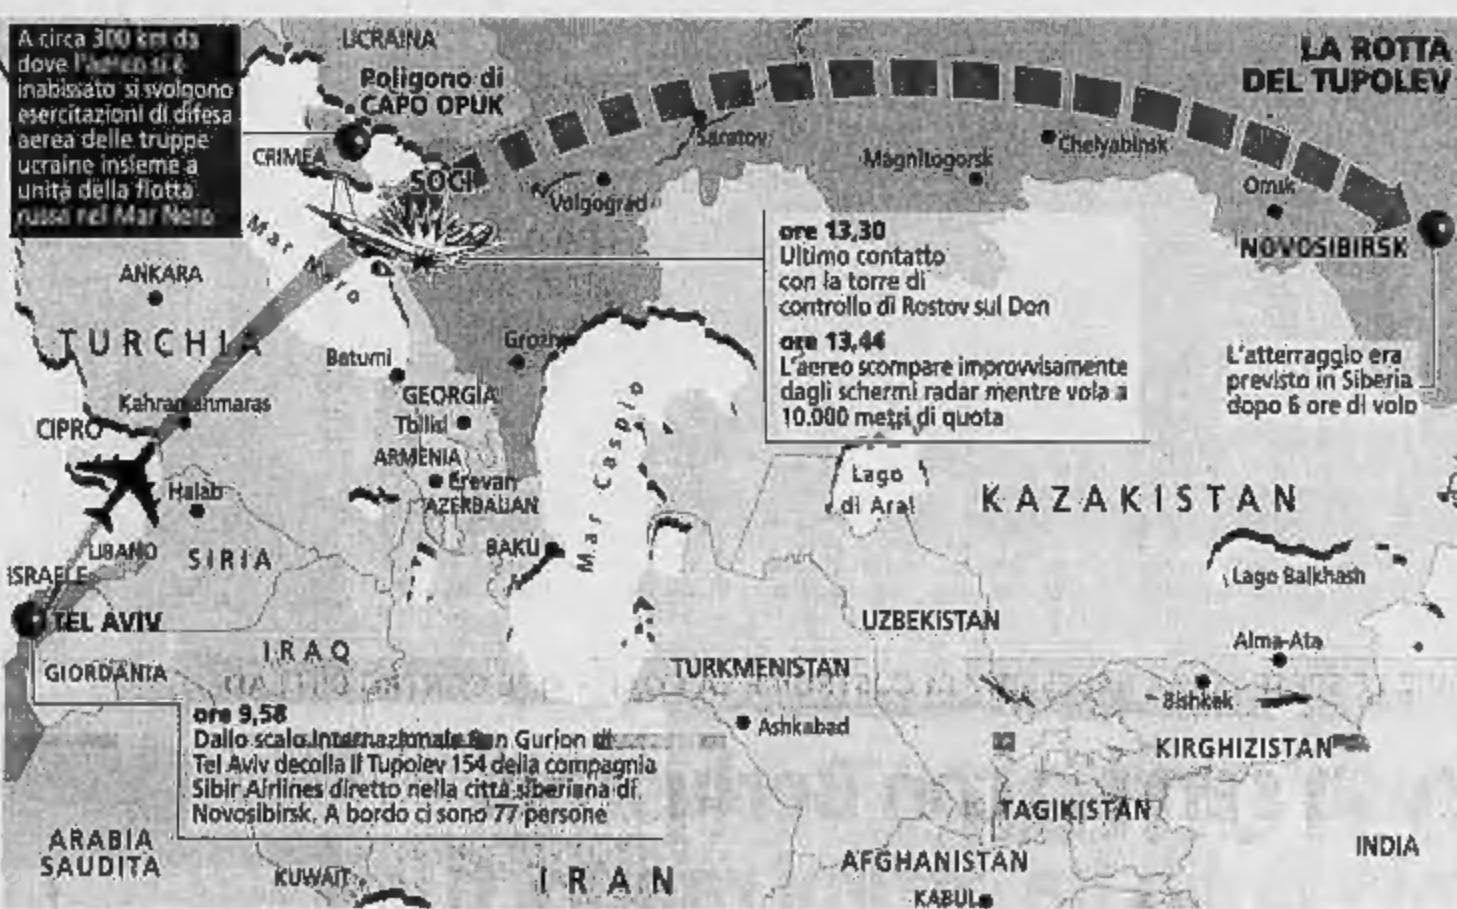 A circa 300 km da
dove l'aereo si è
inabissato si svolgono
esercitazioni di difesa
aerea delle truppe
ucraine insieme a
unità della flotta
russa nel Mar Nero
UCRAINA
Poligono di
CAPO OPUK
LA ROTTA
DEL TUPOLEV
CRIMEA
SOCI
Saratov
Volgograd
Magnitogorsk
Chelyabinsk
Omsk
NOVOSIBIRSK
Mar Nero
ore 13,30
Ultimo contatto
con la torre di
controllo di Rostov sul Don
ore 13,44
L'aereo scompare improvvisamente
dagli schermi radar mentre vola a
10.000 metri di quota
L'atterraggio era
previsto in Siberia
dopo 6 ore di volo
ANKARA
TURCHIA
Batumi
Grozny
GEORGIA
Tbilisi
Kahramanmaras
CIPRO
ARMENIA
Erevan
AZERBAIJAN
BAKU
Mar Caspio
Lago
di Aral
KAZAKISTAN
Halab
LIBANO
SIRIA
ISRAELE
TEL AVIV
GIORDANIA
IRAQ
Lago Balkhash
UZBEKISTAN
Alma-Ata
TURKMENISTAN
Bishkek
Ashkabad
KIRGHIZISTAN
ore 9,58
Dallo scalo internazionale Ben Gurion di
Tel Aviv decolla il Tupolev 154 della compagnia
Sibir Airlines diretto nella città siberiana di
Novosibirsk. A bordo ci sono 77 persone
TAGIKISTAN
ARABIA
SAUDITA
KUWAIT
IRAN
AFGHANISTAN
KABUL
INDIA